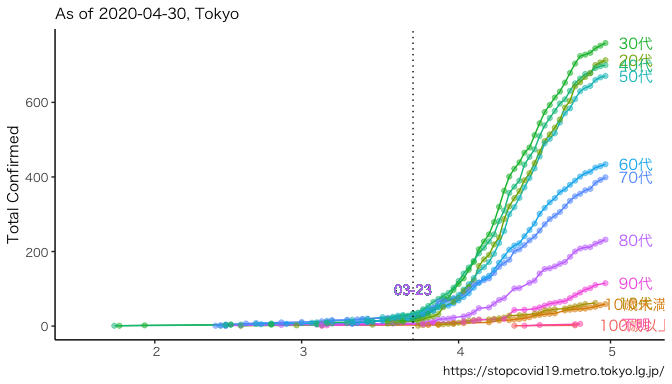 As of 2020-04-30, Tokyo
Total Confirmed
600
400
200
0
03-23
30代
20代
40代
50代
60代
70代
80代
90代
2
3
4
5
https://stopcovid19.metro.tokyo.lg.jp/